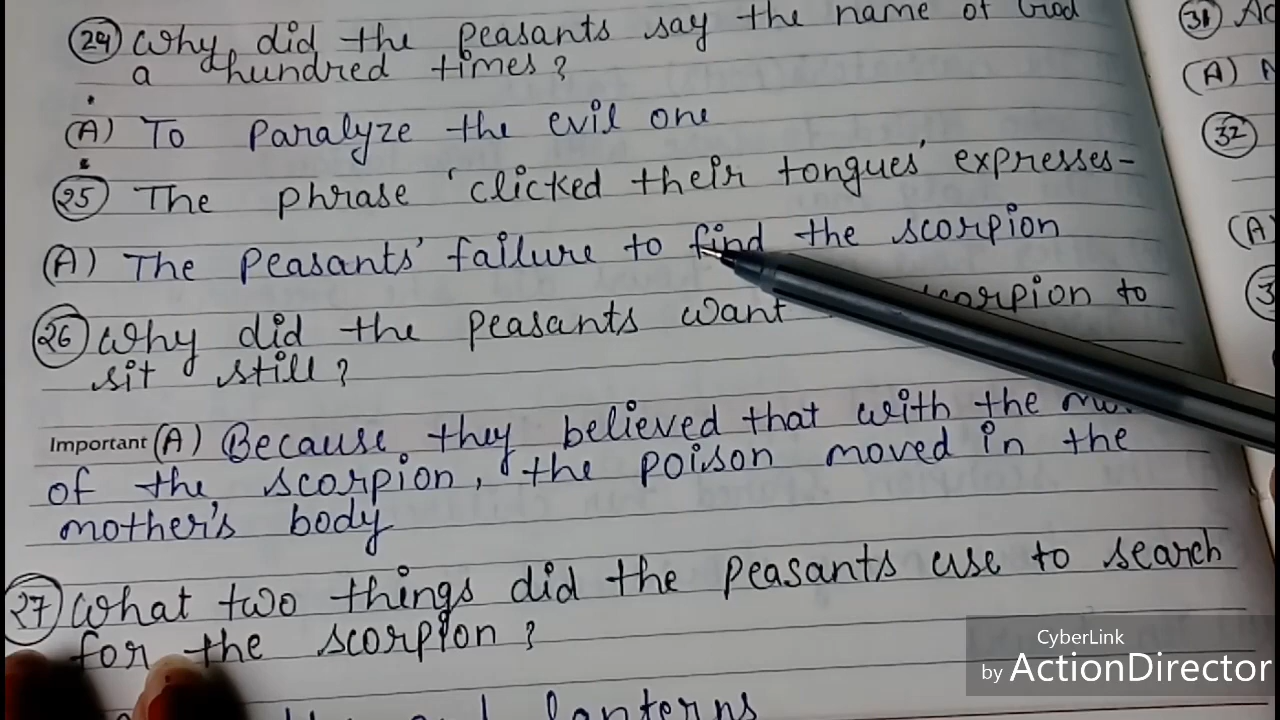 24 Why did the peasants say the name of God
a hundred times?
(A) To paralyze the evil one
25 The phrase 'clicked their tongues' expresses-
(A) The Peasants' failure to find the scorpion
26 Why did the peasants want scorpion to
sit still?
Important (A) Because they believed that with the
of the scorpion, the poison moved in the
mother's body
27 What two things did the peasants use to search
for the scorpion?
lanterns
31
(A)
32
(A)
CyberLink
by ActionDirector